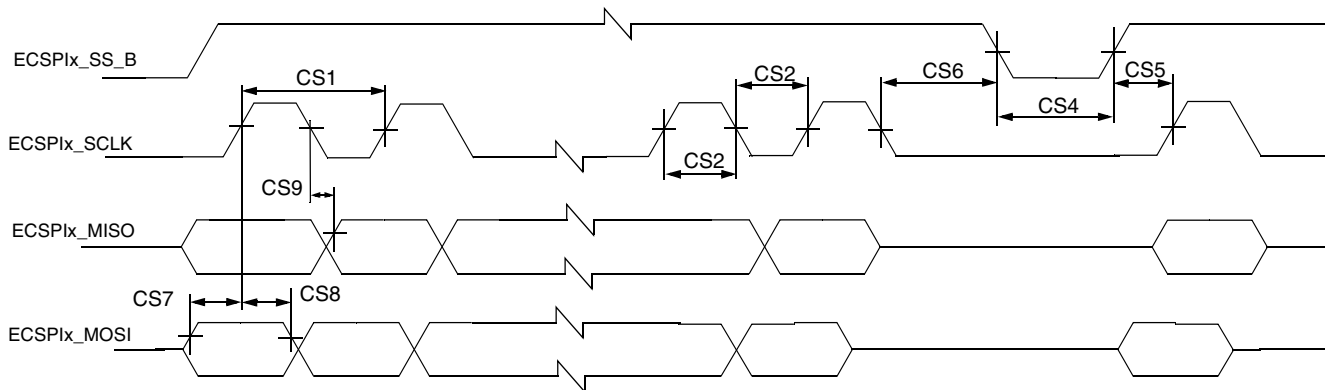 ECSPIx_SS_B
CS1
CS2
CS6
CS5
CS4
ECSPIx_SCLK
CS2
CS9
ECSPIx_MISO
CS7
CS8
ECSPIx_MOSI